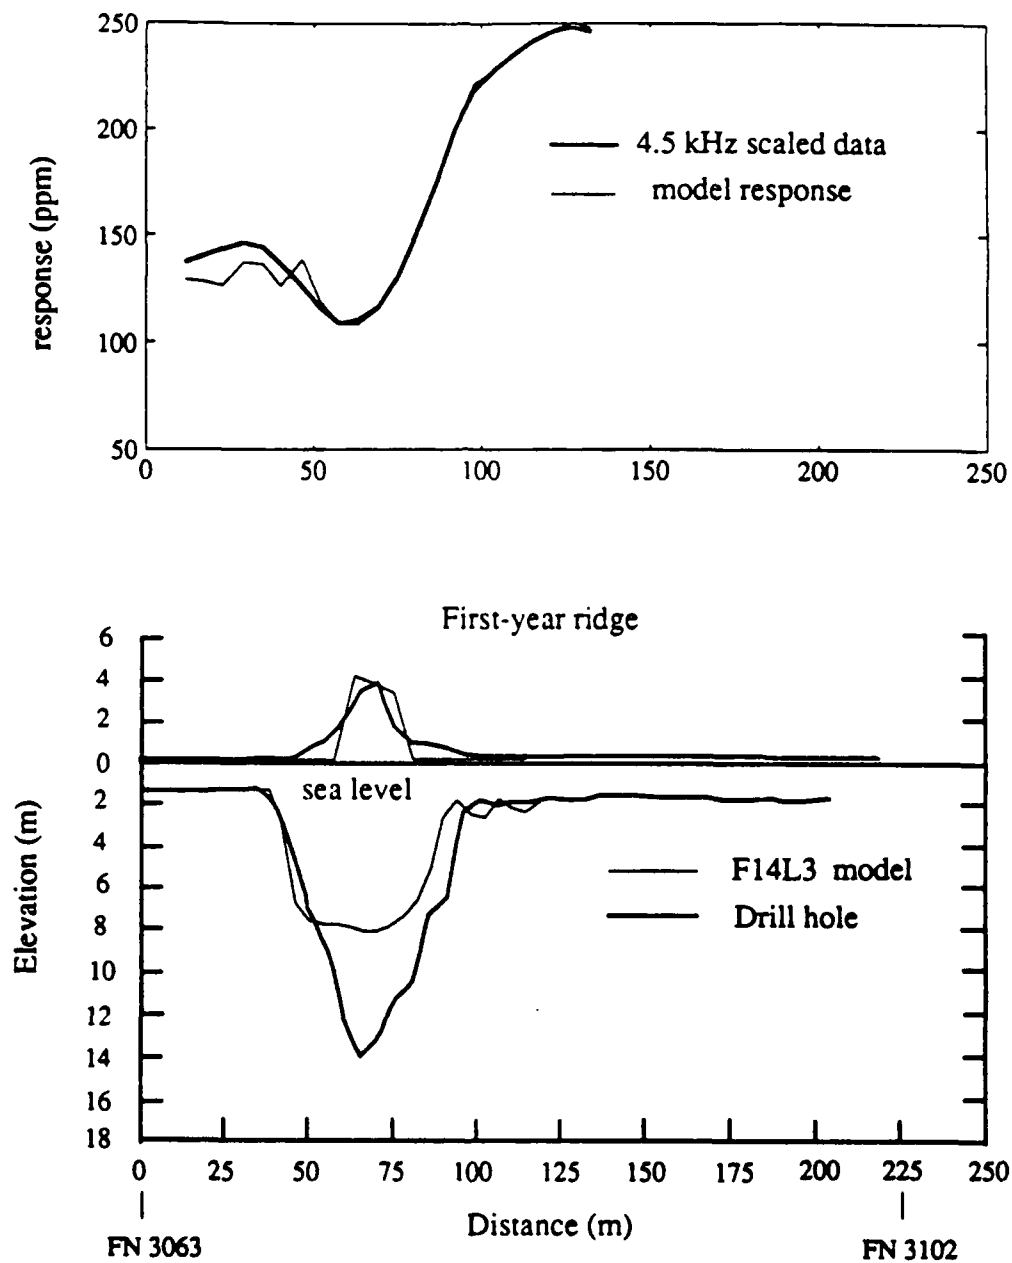 250
200
150
100
50
response (ppm)
4.5 kHz scaled data
model response
0 50 100 150 200 250
First-year ridge
6
4
2
0
sea level
2
4
6
8
10
12
14
16
18
Elevation (m)
F14L3 model
Drill hole
0 25 50 75 100 125 150 175 200 225 250
Distance (m)
FN 3063
FN 3102